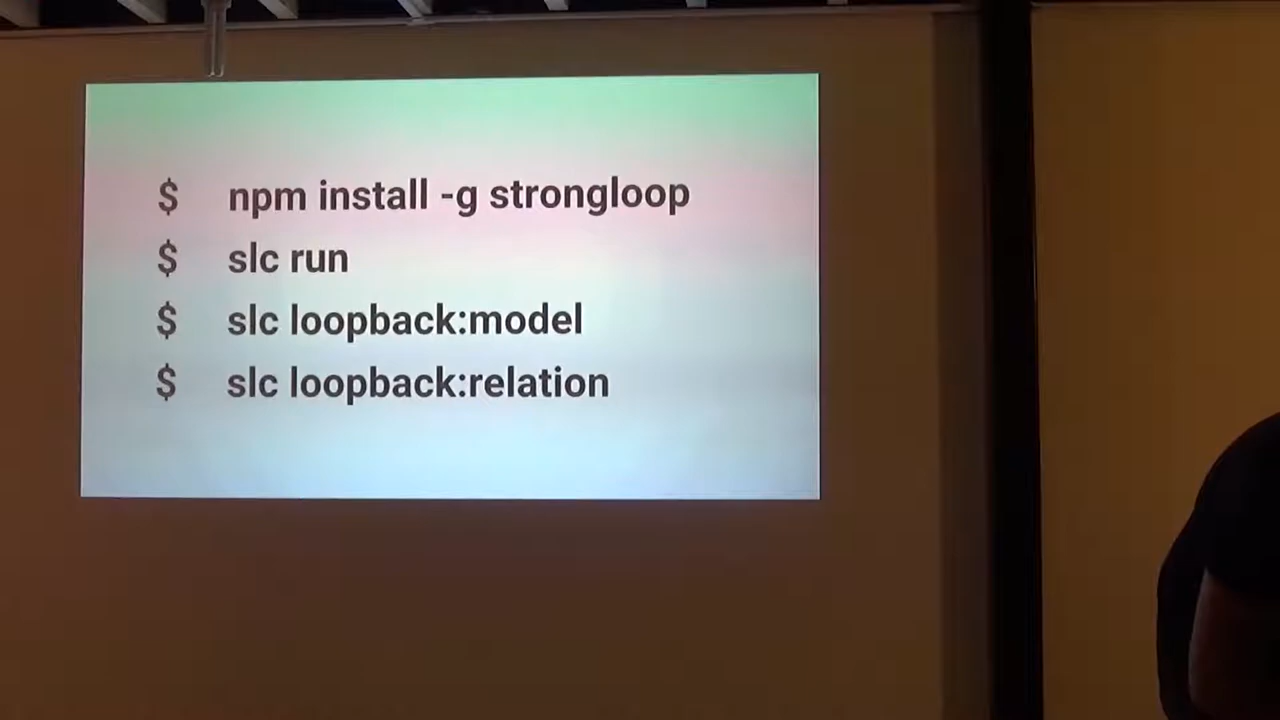 $ npm install -g strongloop
$ slc run
$ slc loopback:model
$ slc loopback:relation